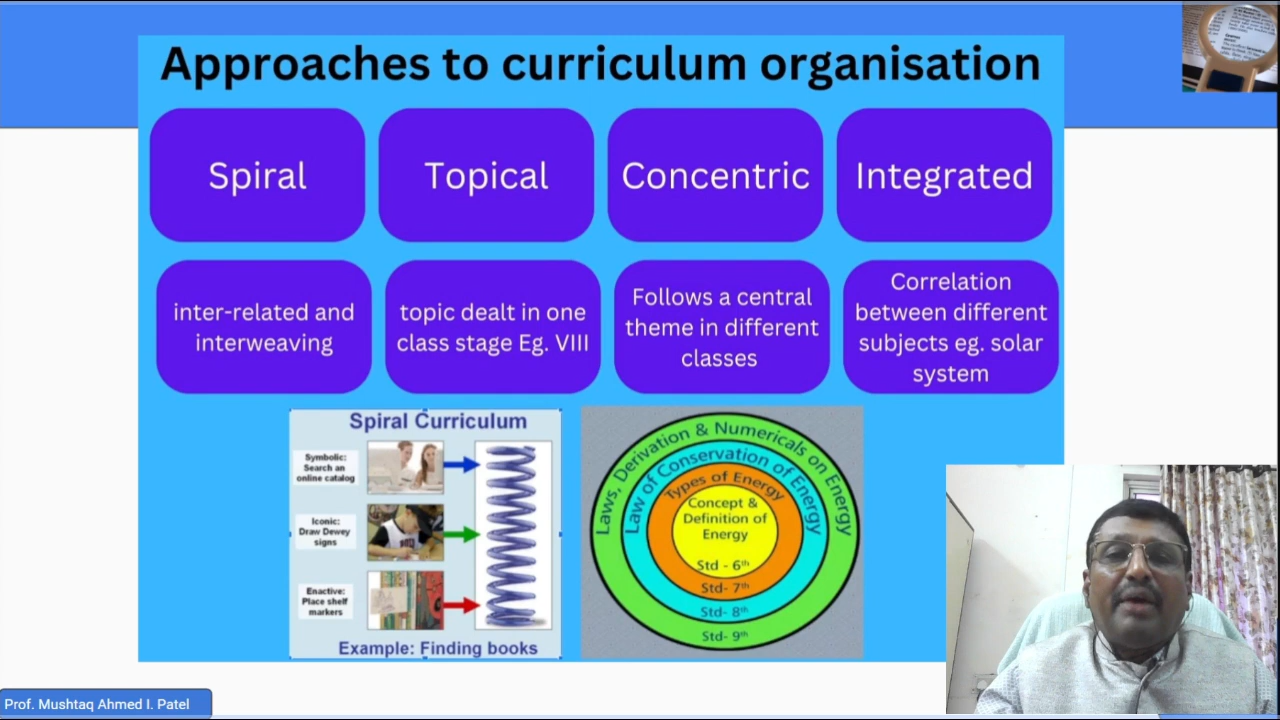 Approaches to curriculum organisation
Spiral
Topical
Concentric
Integrated
inter-related and
interweaving
topic dealt in one
class stage Eg. VIII
Follows a central
theme in different
classes
Correlation
between different
subjects eg. solar
system
Spiral Curriculum
Symbolic:
Search an
online catalog
Iconic:
Draw Dewey
signs
Enactive:
Place shelf
markers
Example: Finding books
Laws, Derivation & Numericals on Energy
Law of Conservation of Energy
Types of Energy
Concept &
Definition of
Energy
Std - 6th
Std- 7th
Std- 8th
Std- 9th
Prof. Mushtaq Ahmed I. Patel